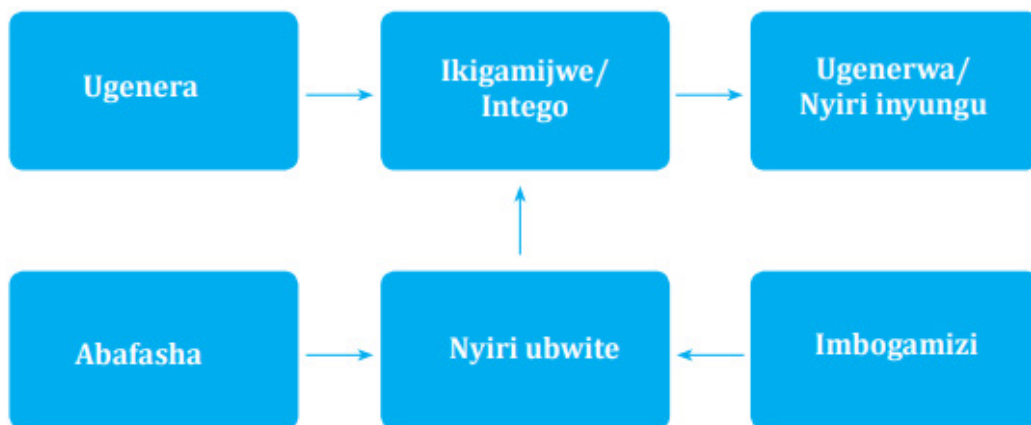 Ugenera
Ikigamijwe/
Intego
Ugenerwa/
Nyiri inyungu
Abafasha
Nyiri ubwite
Imbogamizi